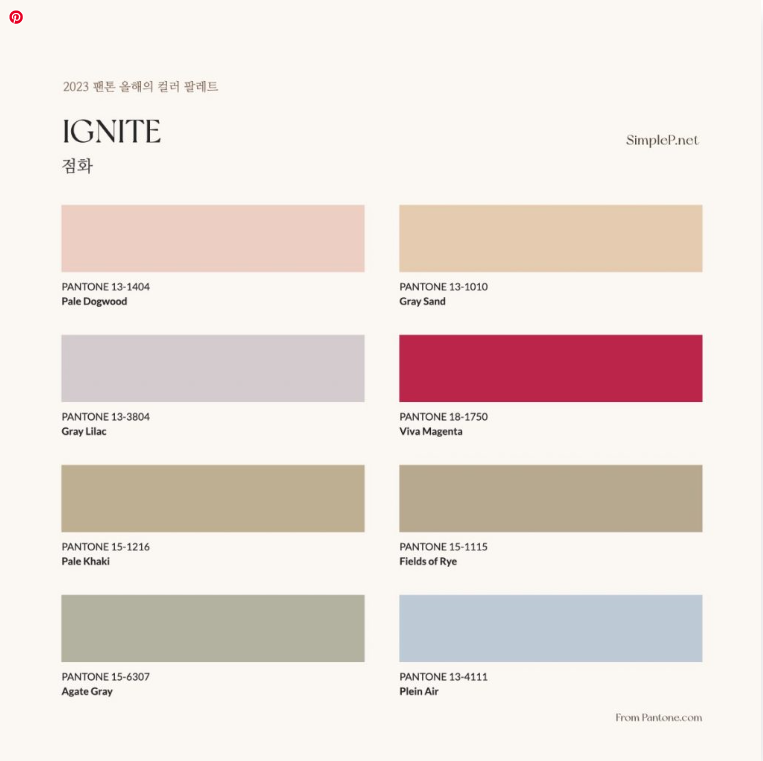 2023 팬톤 올해의 컬러 팔레트
IGNITE
점화
SimpleP.net
PANTONE 13-1404
Pale Dogwood
PANTONE 13-1010
Gray Sand
PANTONE 13-3804
Gray Lilac
PANTONE 18-1750
Viva Magenta
PANTONE 15-1216
Pale Khaki
PANTONE 15-1115
Fields of Rye
PANTONE 15-6307
Agate Gray
PANTONE 13-4111
Plein Air
From Pantone.com